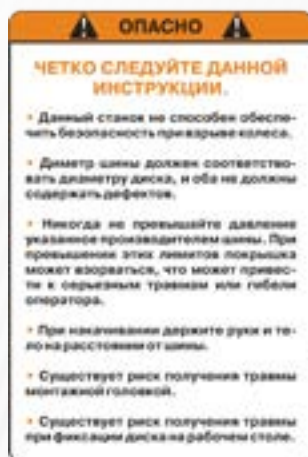 ОПАСНО
ЧЕТКО СЛЕДУЙТЕ ДАННОЙ
ИНСТРУКЦИИ.
• Данный станок не способен обеспе-
чить безопасность при взрыве колеса.
• Диметр шины должен соответство-
вать диаметру диска, и оба не должны
содержать дефектов.
• Никогда не превышайте давление
указанное производителем шины. При
превышении этих лимитов покрышка
может взорваться, что может привес-
ти к серьезным травмам или гибели
оператора.
• При накачивании держите руки и те-
ло на расстоянии от шины.
• Существует риск получения травмы
монтажной головкой.
• Существует риск получения травмы
при фиксации диска на рабочем столе.